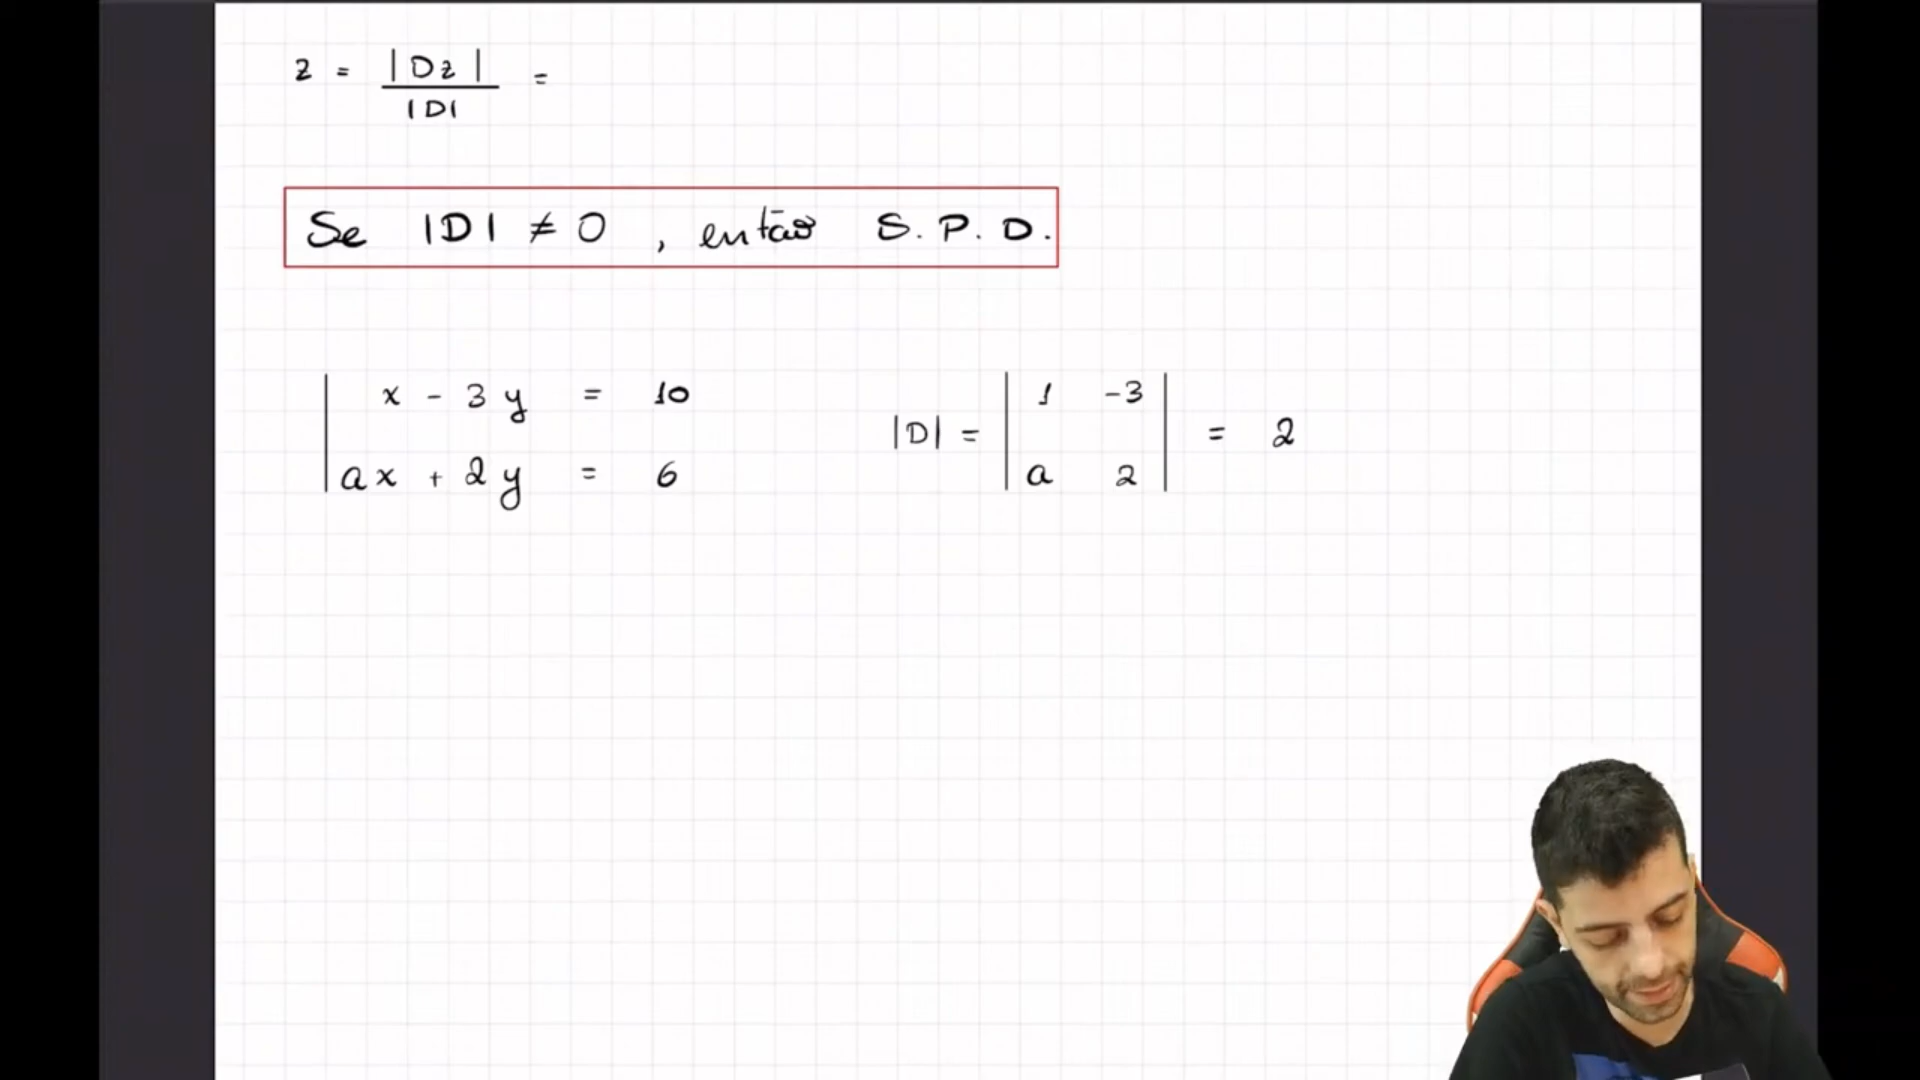 z = |Dz| / |D| =
Se |D| ≠ 0 , então S. P. D.
x - 3y = 10
ax + 2y = 6
|D| = | 1 -3 |
| a 2 | = 2